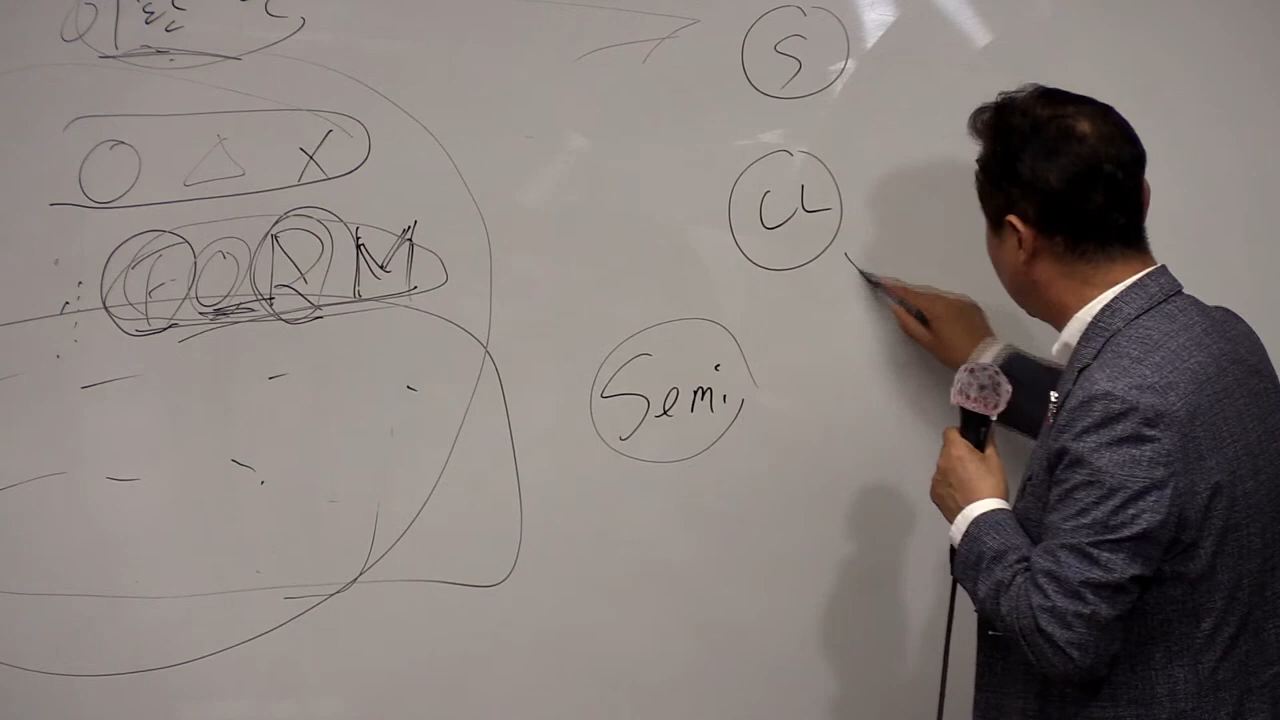 S
○ △ X
CL
FORM
Semi